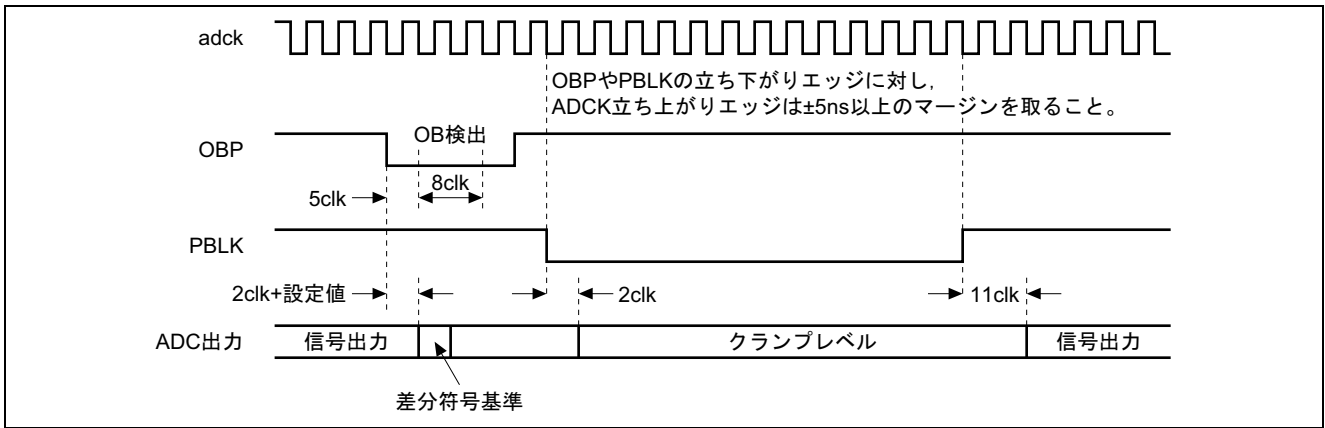 adck
OBPやPBLKの立ち下がりエッジに対し,
ADCK立ち上がりエッジは±5ns以上のマージンを取ること。
OB検出
OBP
8clk
5clk
PBLK
2clk+設定値
2clk
11clk
ADC出力
信号出力
クランプレベル
信号出力
差分符号基準